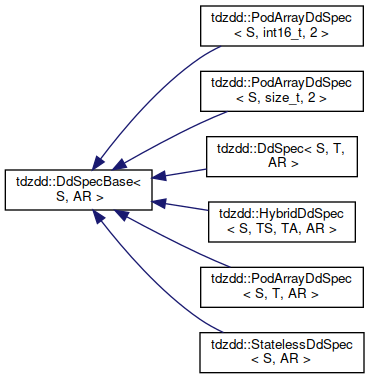 tdzdd::PodArrayDdSpec
< S, int16_t, 2 >
tdzdd::PodArrayDdSpec
< S, size_t, 2 >
tdzdd::DdSpec< S, T,
AR >
tdzdd::DdSpecBase<
S, AR >
tdzdd::HybridDdSpec
< S, TS, TA, AR >
tdzdd::PodArrayDdSpec
< S, T, AR >
tdzdd::StatelessDdSpec
< S, AR >